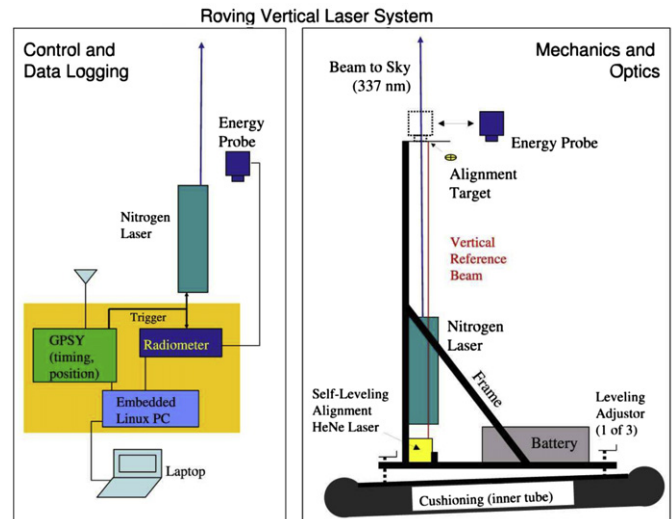 Roving Vertical Laser System
Control and
Data Logging
Energy
Probe
Nitrogen
Laser
Trigger
GPSY
(timing,
position)
Radiometer
Embedded
Linux PC
Laptop
Mechanics and
Optics
Beam to Sky
(337 nm)
Energy Probe
Alignment
Target
Vertical
Reference
Beam
Nitrogen
Laser
Frame
Self-Leveling
Alignment
HeNe Laser
Leveling
Adjustor
(1 of 3)
Battery
Cushioning (inner tube)